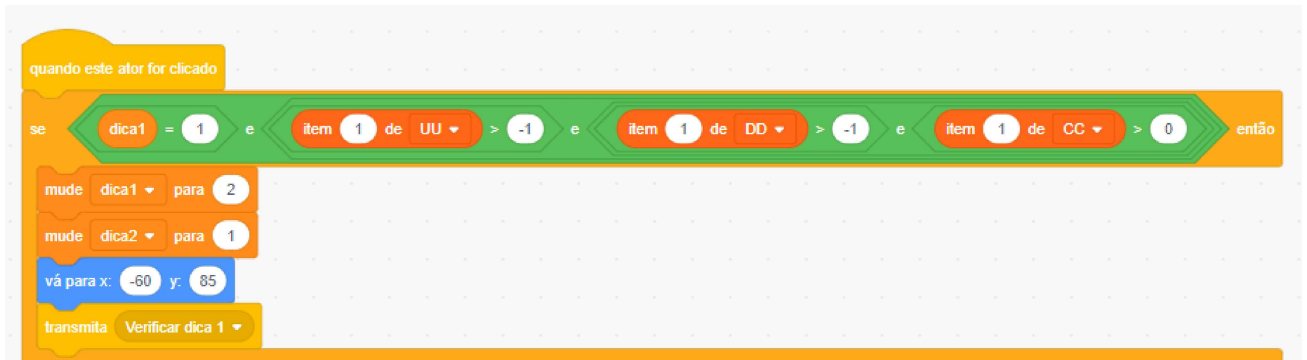 quando este ator for clicado
se dica1 = 1 e item 1 de UU > -1 e item 1 de DD > -1 e item 1 de CC > 0 então
mude dica1 para 2
mude dica2 para 1
vá para x: -60 y: 85
transmita Verificar dica 1